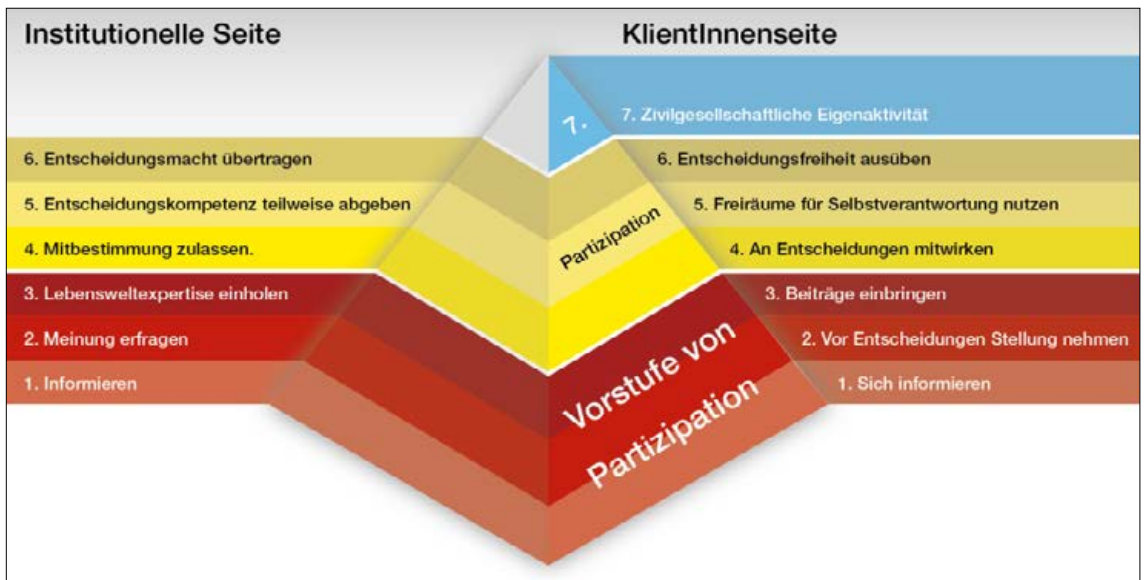 Institutionelle Seite
KlientInnenseite
7. Zivilgesellschaftliche Eigenaktivität
7.
6. Entscheidungsmacht übertragen
6. Entscheidungsfreiheit ausüben
5. Entscheidungskompetenz teilweise abgeben
5. Freiräume für Selbstverantwortung nutzen
Partizipation
4. Mitbestimmung zulassen.
4. An Entscheidungen mitwirken
3. Lebensweltexpertise einholen
3. Beiträge einbringen
2. Meinung erfragen
2. Vor Entscheidungen Stellung nehmen
1. Informieren
1. Sich informieren
Vorstufe von
Partizipation